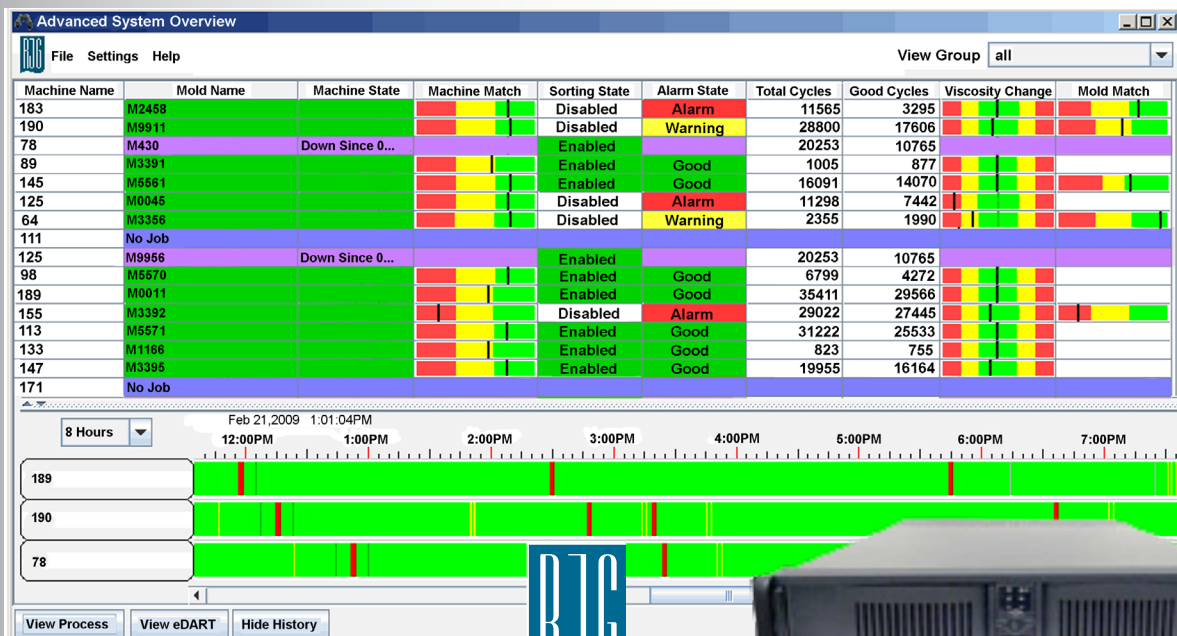 Advanced System Overview
RJG File Settings Help View Group all
Machine Name Mold Name Machine State Machine Match Sorting State Alarm State Total Cycles Good Cycles Viscosity Change Mold Match
183 M2458 Disabled Alarm 11565 3295
190 M9911 Disabled Warning 28800 17606
78 M430 Down Since 0... Enabled 20253 10765
89 M3391 Enabled Good 1005 877
145 M5561 Enabled Good 16091 14070
125 M0045 Disabled Alarm 11298 7442
64 M3356 Disabled Warning 2355 1990
111 No Job
125 M9956 Down Since 0... Enabled 20253 10765
98 M5570 Enabled Good 6799 4272
189 M0011 Enabled Good 35411 29566
155 M3392 Disabled Alarm 29022 27445
113 M5571 Enabled Good 31222 25533
133 M1166 Enabled Good 823 755
147 M3395 Enabled Good 19955 16164
171 No Job
Feb 21,2009 1:01:04PM
8 Hours 12:00PM 1:00PM 2:00PM 3:00PM 4:00PM 5:00PM 6:00PM 7:00PM
189
190
78
RJG
View Process View eDART Hide History